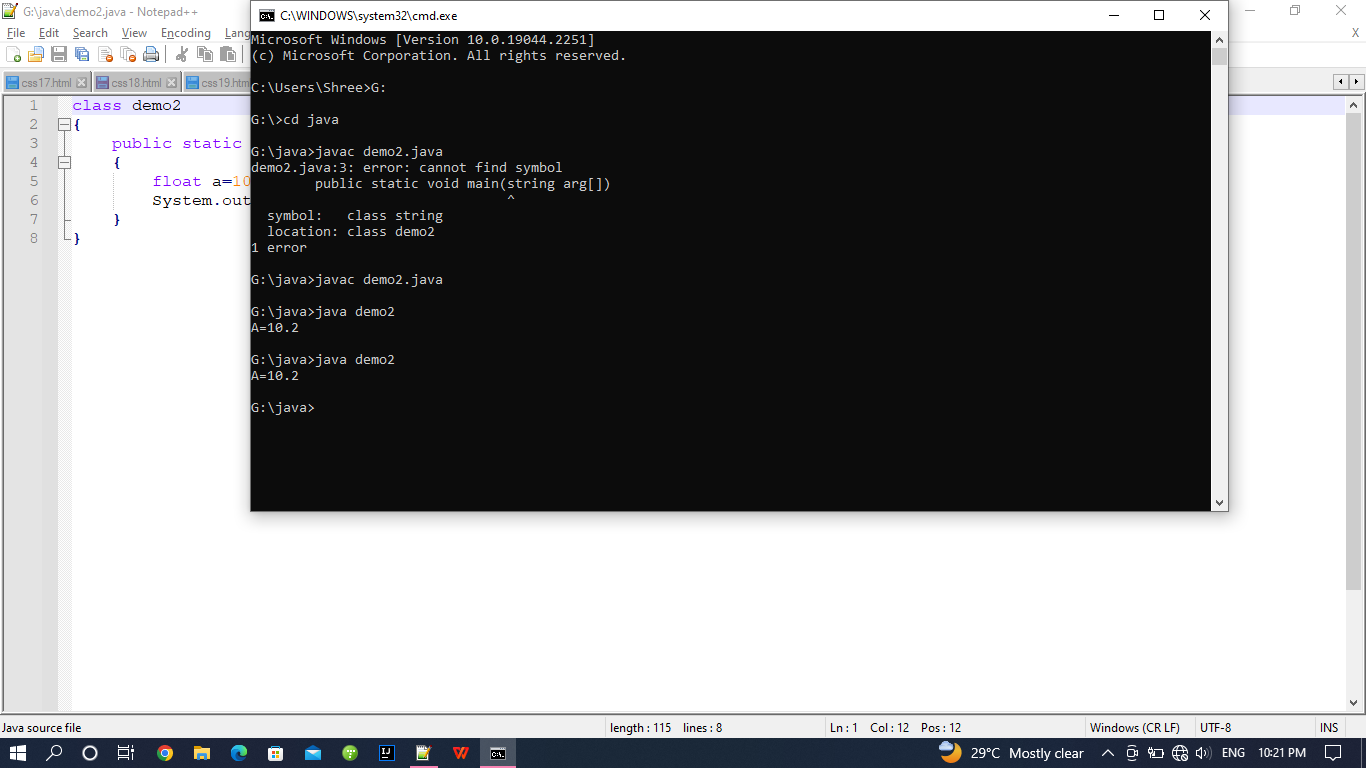 G:\java\demo2.java - Notepad++
File Edit Search View Encoding Lang X
css17.html css18.html css19.htm
1 class demo2
2 {
3 public static
4 {
5 float a=10
6 System.out
7 }
8 }
C:\WINDOWS\system32\cmd.exe
Microsoft Windows [Version 10.0.19044.2251]
(c) Microsoft Corporation. All rights reserved.
C:\Users\Shree>G:
G:\>cd java
G:\java>javac demo2.java
demo2.java:3: error: cannot find symbol
public static void main(string arg[])
^
symbol: class string
location: class demo2
1 error
G:\java>javac demo2.java
G:\java>java demo2
A=10.2
G:\java>java demo2
A=10.2
G:\java>
Java source file length : 115 lines : 8 Ln : 1 Col : 12 Pos : 12 Windows (CR LF) UTF-8 INS
29°C Mostly clear ENG 10:21 PM